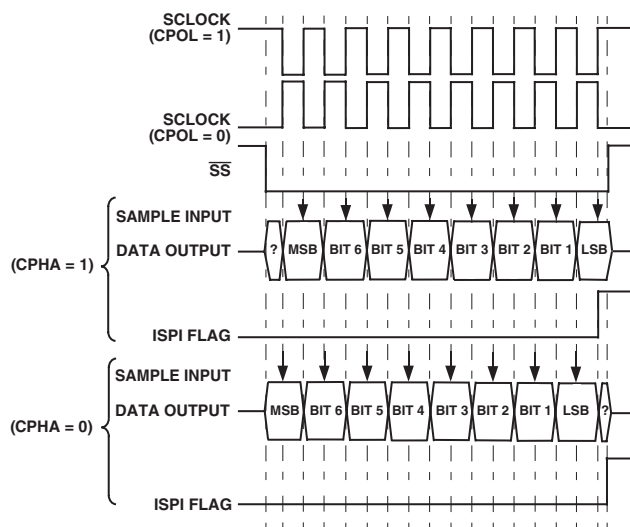 SCLOCK
(CPOL = 1)
SCLOCK
(CPOL = 0)
SS
SAMPLE INPUT
DATA OUTPUT
? MSB BIT 6 BIT 5 BIT 4 BIT 3 BIT 2 BIT 1 LSB
(CPHA = 1)
ISPI FLAG
SAMPLE INPUT
DATA OUTPUT
MSB BIT 6 BIT 5 BIT 4 BIT 3 BIT 2 BIT 1 LSB ?
(CPHA = 0)
ISPI FLAG